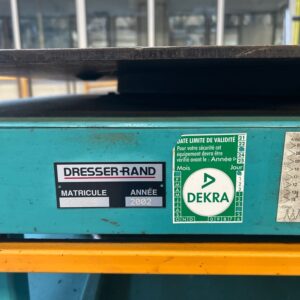 DRESSER-RAND
MATRICULE ANNÉE
2002
DATE LIMITE DE VALIDITÉ
Pour votre sécurité cet
équipement devra être
vérifié avant le : Année
Mois Jour
DEKRA